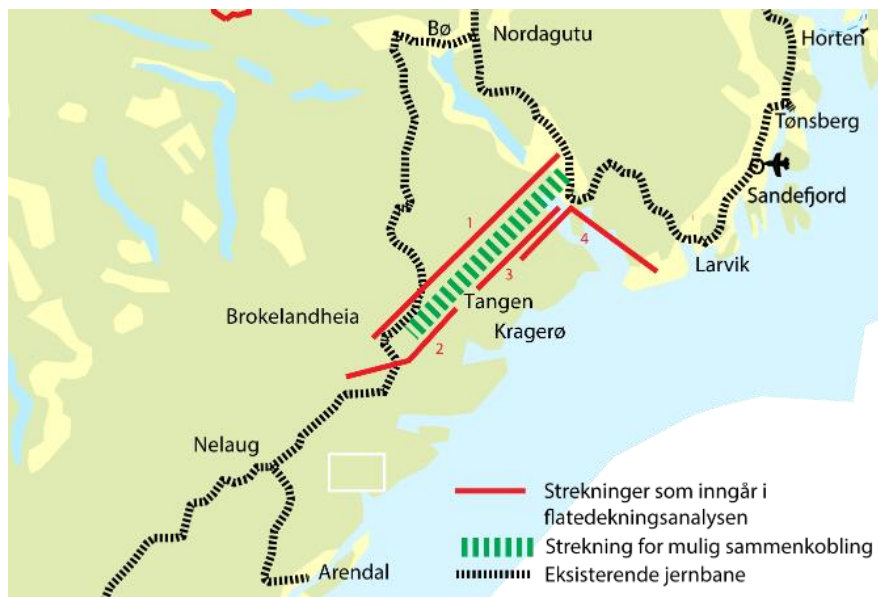 Bø
Nordagutu
Horten
Tønsberg
Sandefjord
1
4
Larvik
3
Tangen
Brokelandheia
Kragerø
2
Nelaug
Strekninger som inngår i
flatedekningsanalysen
Strekning for mulig sammenkobling
Arendal
Eksisterende jernbane